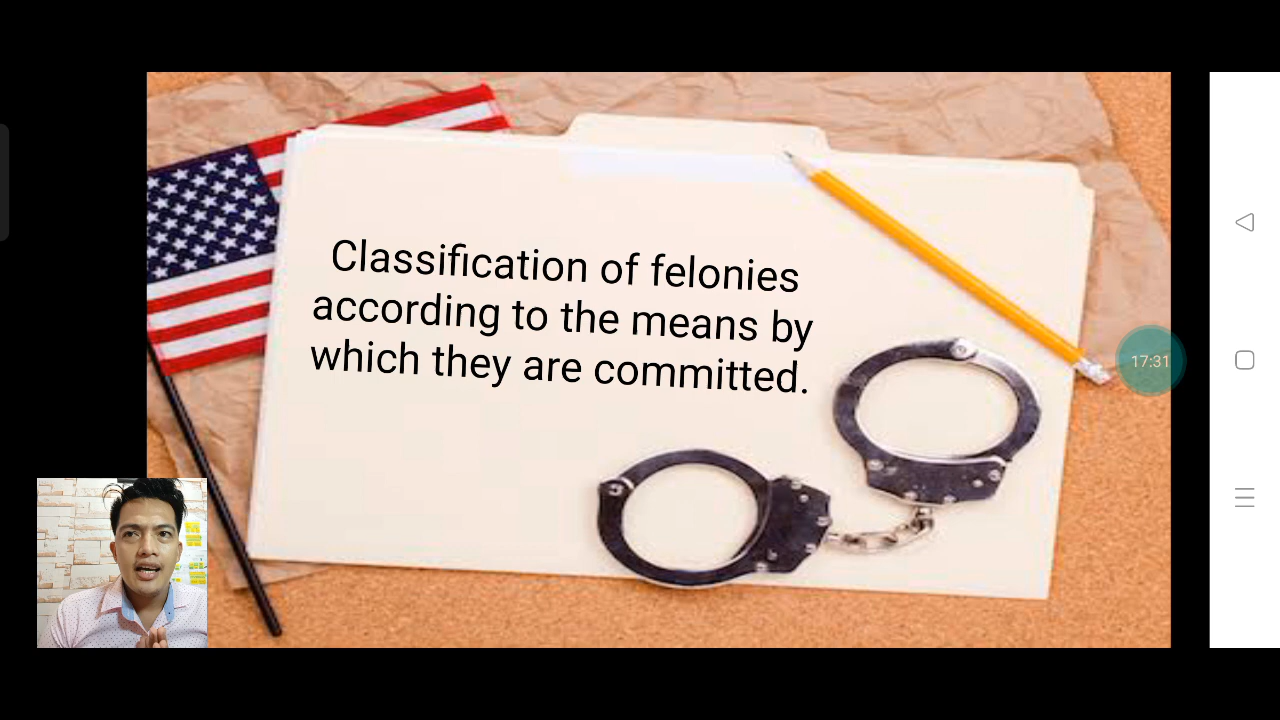 Classification of felonies
according to the means by
which they are committed.
17:31